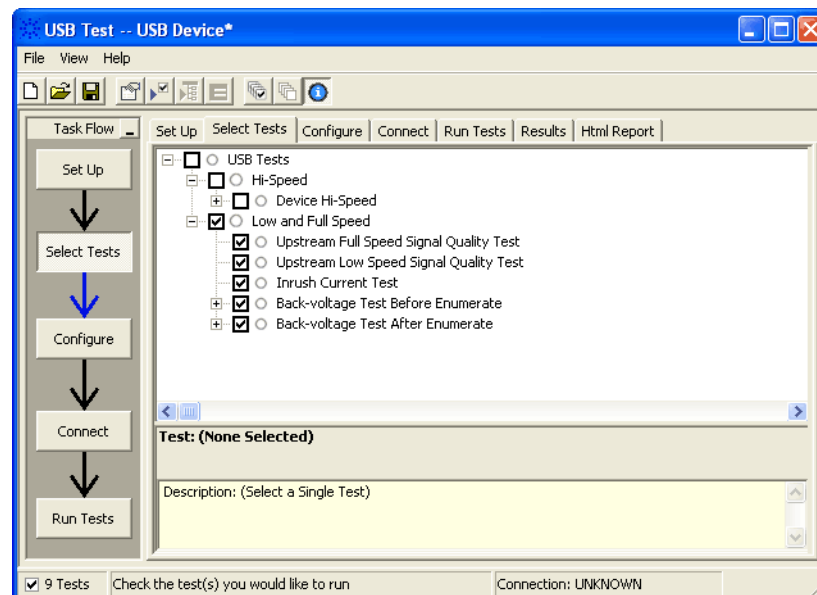 USB Test -- USB Device*
File View Help
Task Flow
Set Up
Select Tests
Configure
Connect
Run Tests
Set Up Select Tests Configure Connect Run Tests Results Html Report
USB Tests
Hi-Speed
Device Hi-Speed
Low and Full Speed
Upstream Full Speed Signal Quality Test
Upstream Low Speed Signal Quality Test
Inrush Current Test
Back-voltage Test Before Enumerate
Back-voltage Test After Enumerate
Test: (None Selected)
Description: (Select a Single Test)
9 Tests Check the test(s) you would like to run Connection: UNKNOWN